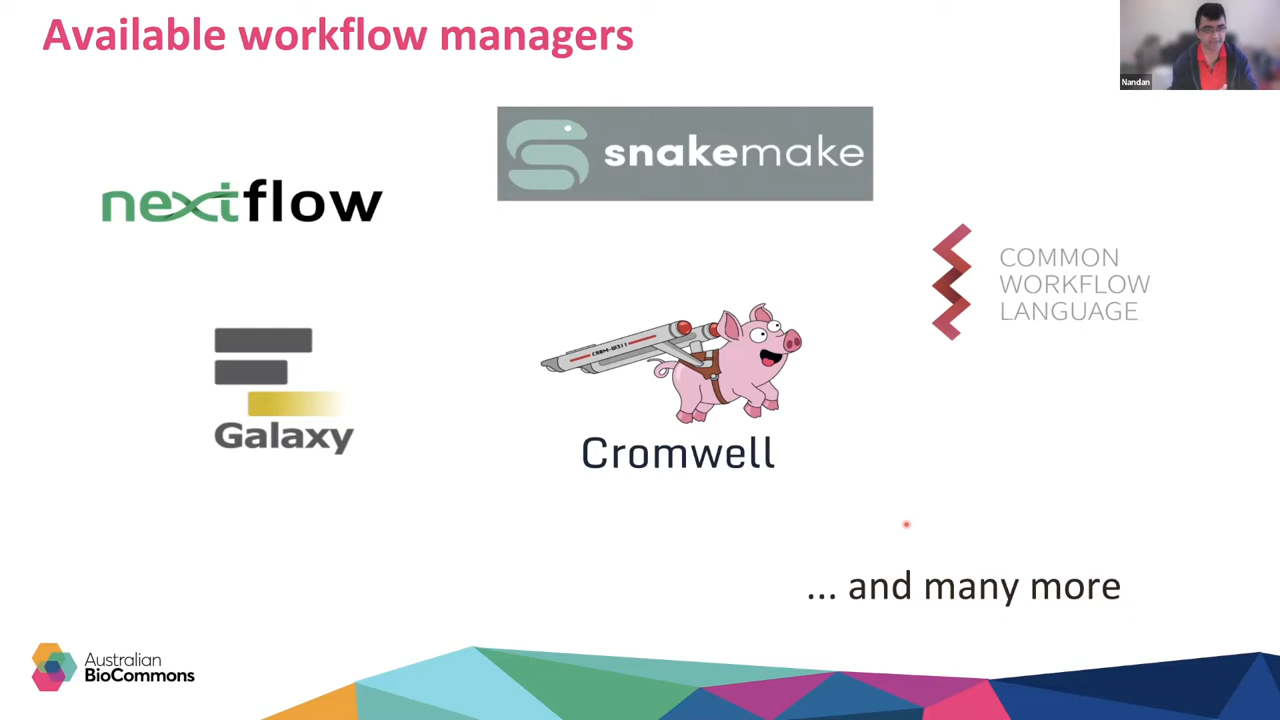 Available workflow managers
Nandan
snakemake
nextflow
COMMON
WORKFLOW
LANGUAGE
Galaxy
Cromwell
... and many more
Australian
BioCommons